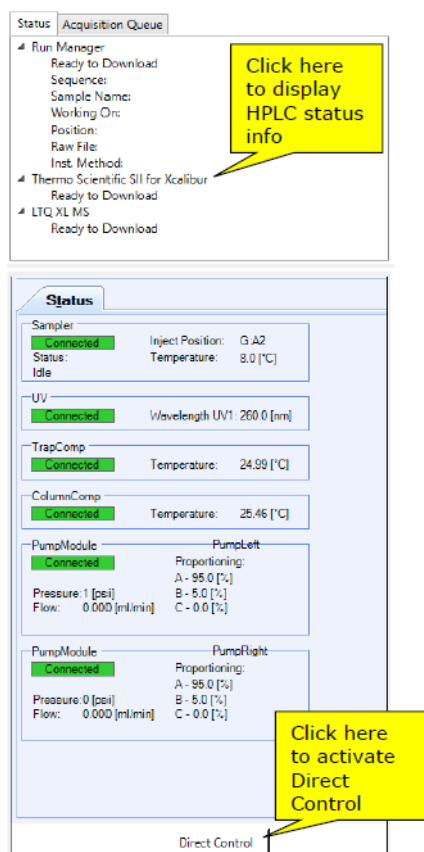 Status Acquisition Queue
Run Manager
Ready to Download
Sequence:
Sample Name:
Working On:
Position:
Raw File:
Inst. Method:
Thermo Scientific SII for Xcalibur
Ready to Download
LTQ XL MS
Ready to Download
Click here
to display
HPLC status
info
Status
Sampler
Connected Inject Position: G:A2
Status: Temperature: 8.0 [°C]
Idle
UV
Connected Wavelength UV1: 260.0 [nm]
TrapComp
Connected Temperature: 24.99 [°C]
ColumnComp
Connected Temperature: 25.46 [°C]
PumpModule PumpLeft
Connected Proportioning:
A - 95.0 [%]
Pressure: 1 [psi] B - 5.0 [%]
Flow: 0.000 [ml/min] C - 0.0 [%]
PumpModule PumpRight
Connected Proportioning:
A - 95.0 [%]
Pressure: 0 [psi] B - 5.0 [%]
Flow: 0.000 [ml/min] C - 0.0 [%]
Click here
to activate
Direct
Control
Direct Control